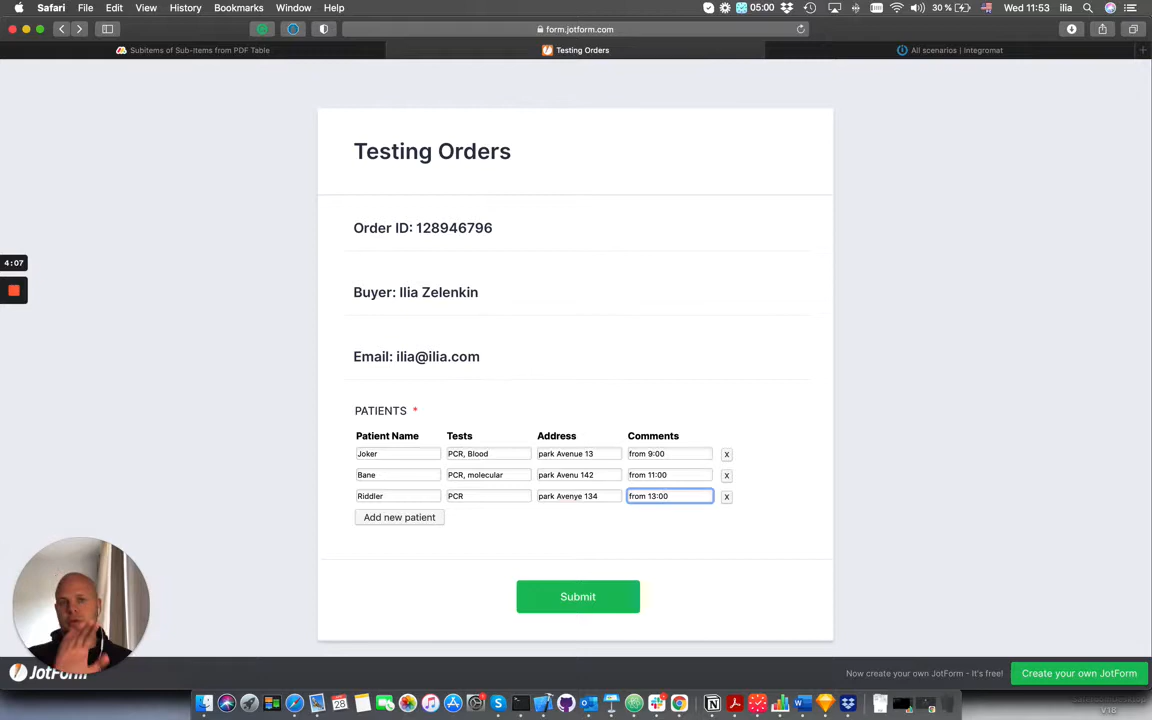 Safari File Edit View History Bookmarks Window Help 05:00 30 % Wed 11:53 ilia
form.jotform.com
Subitems of Sub-Items from PDF Table Testing Orders All scenarios | Integromat
Testing Orders
Order ID: 128946796
Buyer: Ilia Zelenkin
4:07
Email: ilia@ilia.com
PATIENTS *
Patient Name Tests Address Comments
Joker PCR, Blood park Avenue 13 from 9:00 x
Bane PCR, molecular park Avenu 142 from 11:00 x
Riddler PCR park Avenye 134 from 13:00 x
Add new patient
Submit
JotForm Now create your own JotForm - It's free! Create your own JotForm
V18